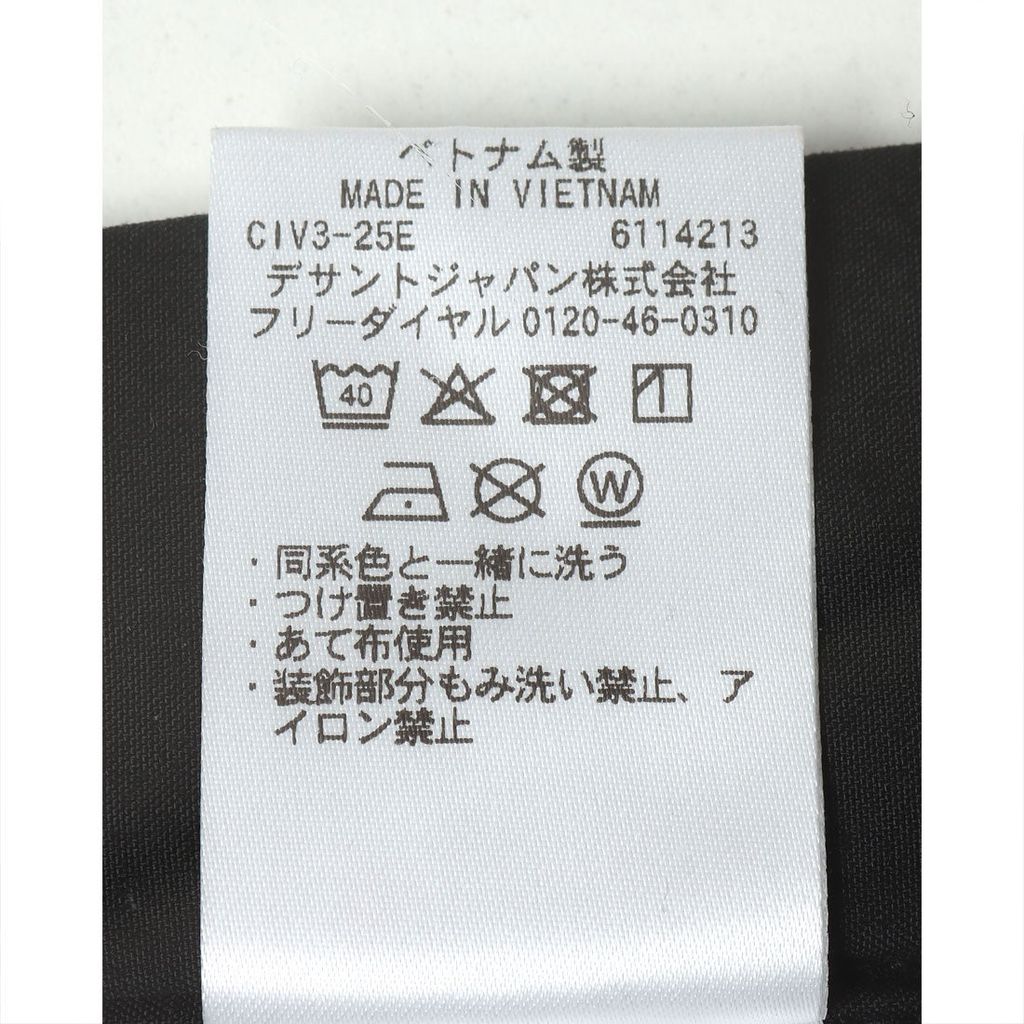 ベトナム製
MADE IN VIETNAM
CIV3-25E 6114213
デサントジャパン株式会社
フリーダイヤル 0120-46-0310
40
W
・同系色と一緒に洗う
・つけ置き禁止
・あて布使用
・装飾部分もみ洗い禁止、ア
イロン禁止